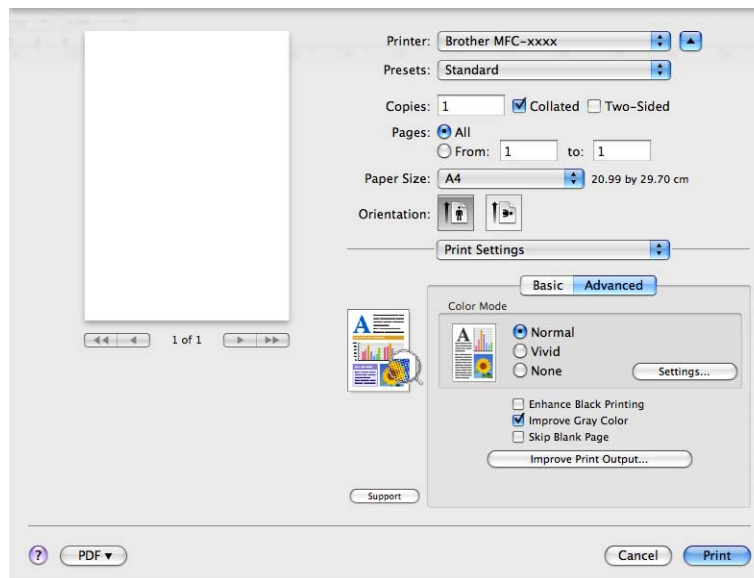 Printer: Brother MFC-xxxx
Presets: Standard
Copies: 1 Collated Two-Sided
Pages: All
From: 1 to: 1
Paper Size: A4 20.99 by 29.70 cm
Orientation:
Print Settings
Basic Advanced
Color Mode
Normal
Vivid
None Settings...
Enhance Black Printing
Improve Gray Color
Skip Blank Page
Improve Print Output...
1 of 1
Support
? PDF▼ Cancel Print